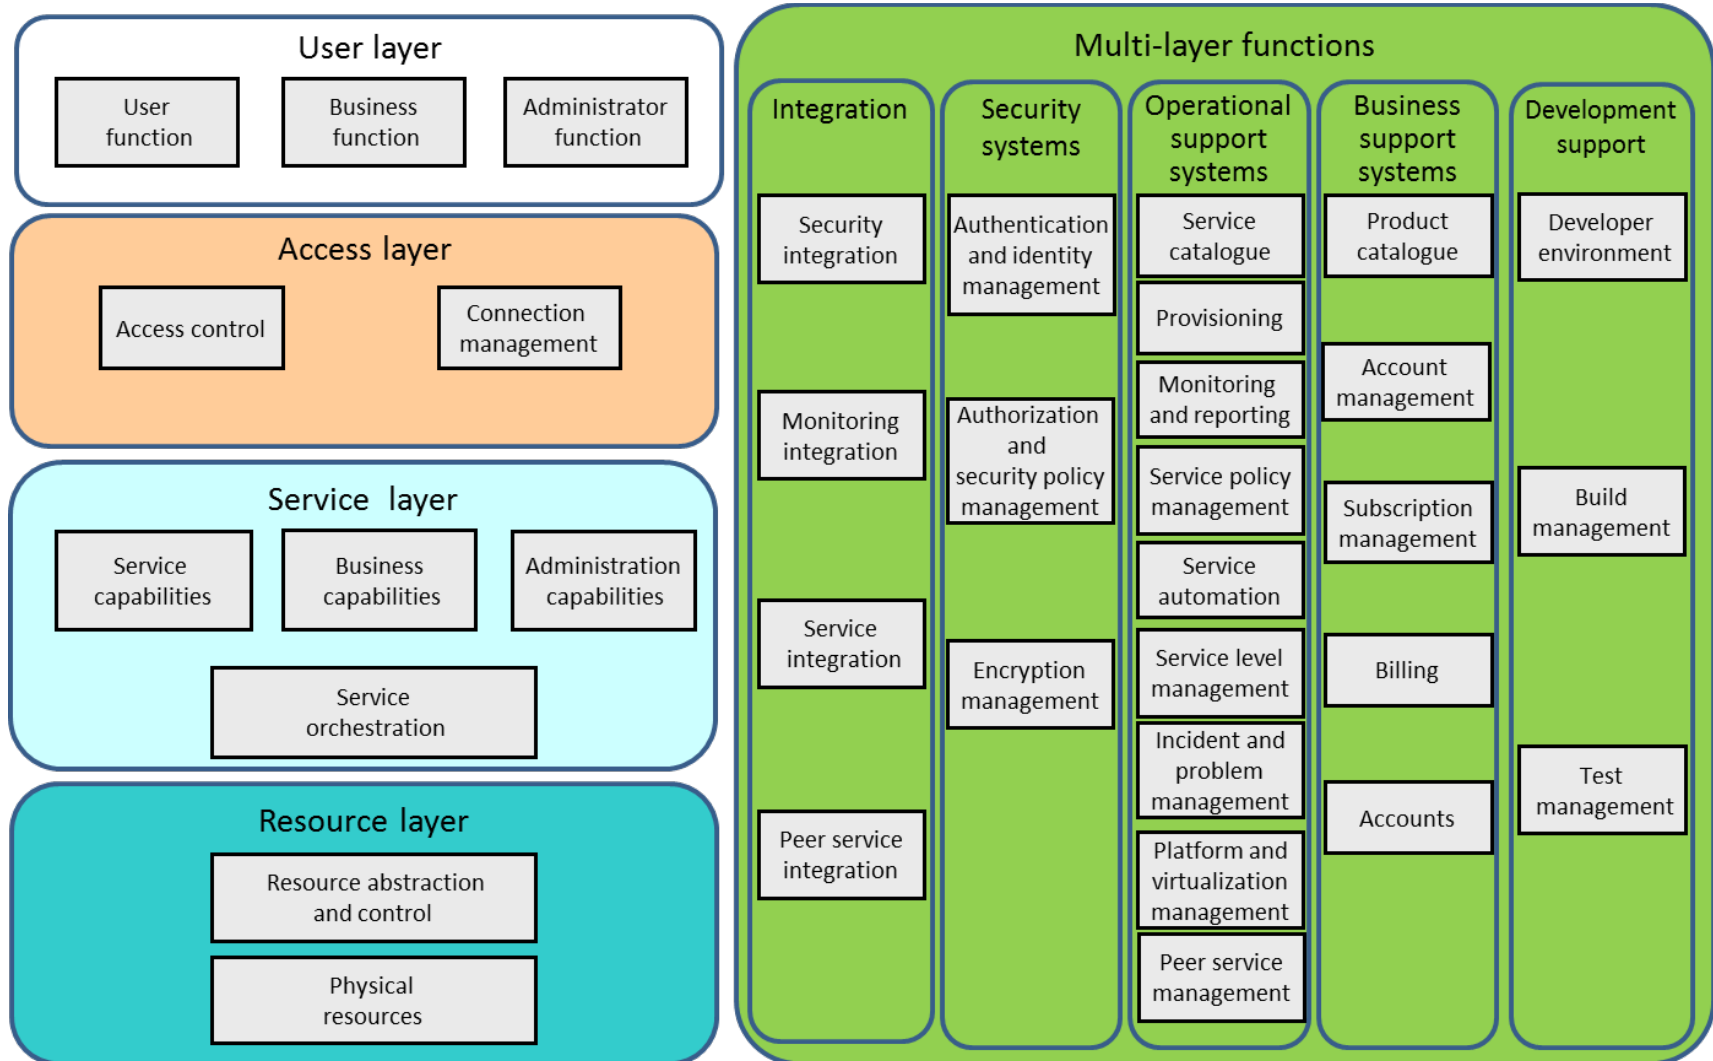 User layer
User
function
Business
function
Administrator
function
Access layer
Access control
Connection
management
Service layer
Service
capabilities
Business
capabilities
Administration
capabilities
Service
orchestration
Resource layer
Resource abstraction
and control
Physical
resources
Multi-layer functions
Integration
Security
integration
Monitoring
integration
Service
integration
Peer service
integration
Security
systems
Authentication
and identity
management
Authorization
and
security policy
management
Encryption
management
Operational
support
systems
Service
catalogue
Provisioning
Monitoring
and reporting
Service policy
management
Service
automation
Service level
management
Incident and
problem
management
Platform and
virtualization
management
Peer service
management
Business
support
systems
Product
catalogue
Account
management
Subscription
management
Billing
Accounts
Development
support
Developer
environment
Build
management
Test
management